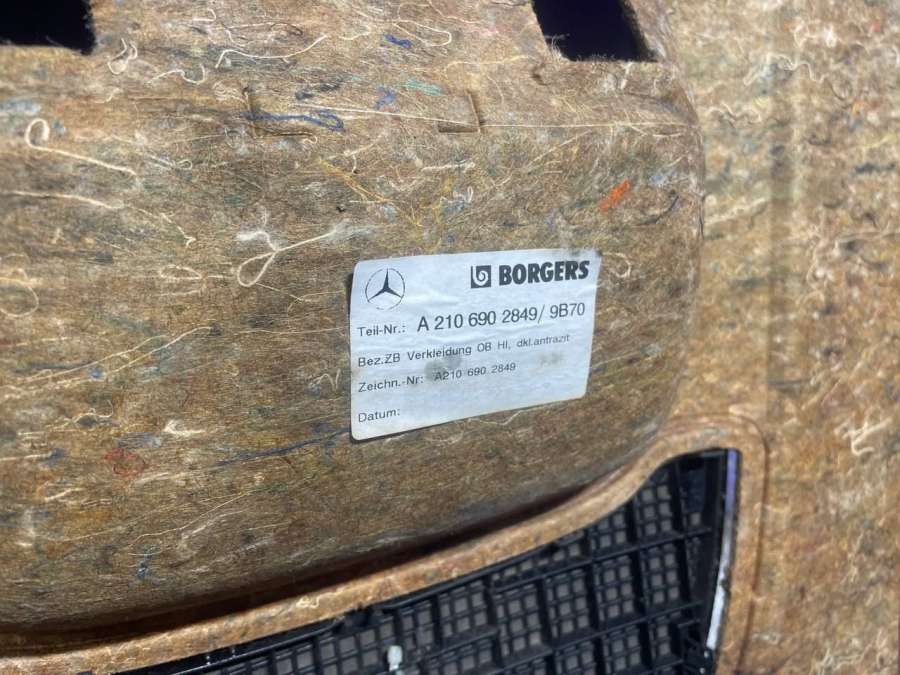 BORGERS
Teil-Nr.: A 210 690 2849/ 9B70
Bez.ZB Verkleidung OB HI, dkl.antrazit
Zeichn.-Nr: A210 690 2849
Datum: